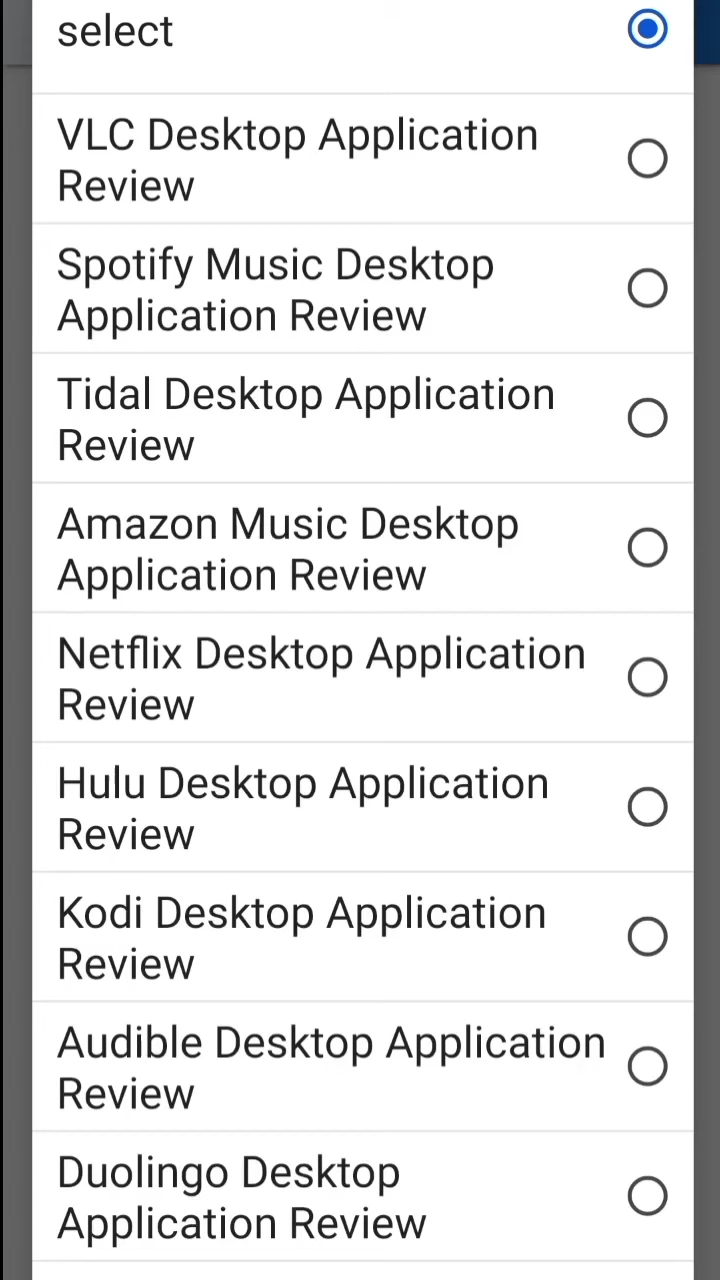 select
VLC Desktop Application
Review
Spotify Music Desktop
Application Review
Tidal Desktop Application
Review
Amazon Music Desktop
Application Review
Netflix Desktop Application
Review
Hulu Desktop Application
Review
Kodi Desktop Application
Review
Audible Desktop Application
Review
Duolingo Desktop
Application Review